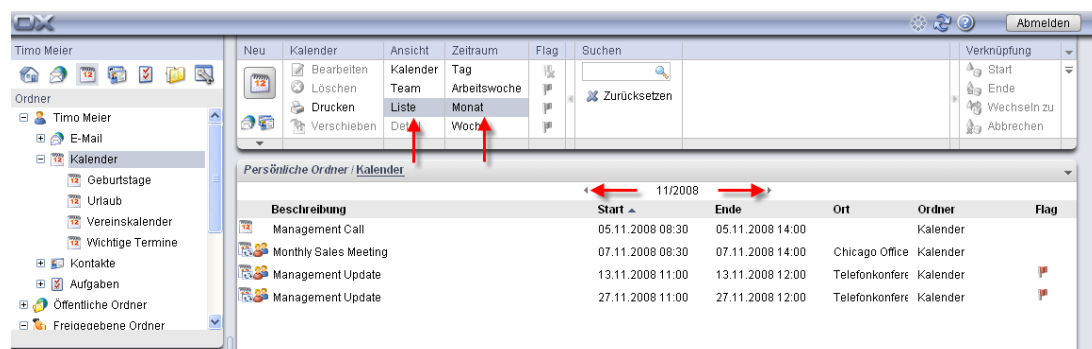 OX Abmelden
Timo Meier Neu Kalender Ansicht Zeitraum Flag Suchen Verknüpfung
Bearbeiten Kalender Tag Start
Löschen Team Arbeitswoche Ende
Ordner Drucken Liste Monat Zurücksetzen Wechseln zu
Timo Meier Verschieben Woche Abbrechen
E-Mail
Kalender
Geburtstage
Urlaub
Vereinskalender
Wichtige Termine
Kontakte
Aufgaben
Öffentliche Ordner
Freigegebene Ordner
Persönliche Ordner / Kalender
11/2008
Beschreibung Start Ende Ort Ordner Flag
Management Call 05.11.2008 08:30 05.11.2008 14:00 Kalender
Monthly Sales Meeting 07.11.2008 08:30 07.11.2008 14:00 Chicago Office Kalender
Management Update 13.11.2008 11:00 13.11.2008 12:00 Telefonkonfere Kalender
Management Update 27.11.2008 11:00 27.11.2008 12:00 Telefonkonfere Kalender